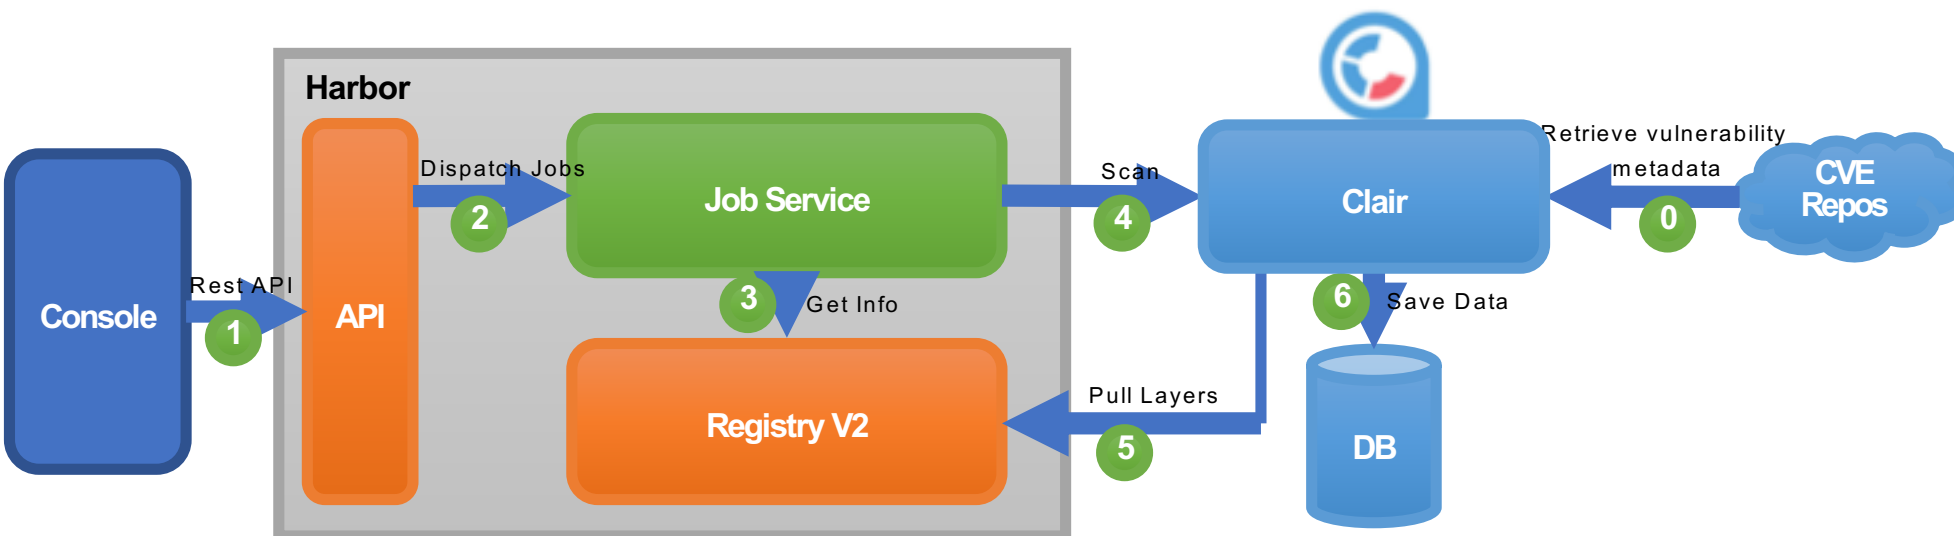 Harbor
Console
Rest API
1
API
Dispatch Jobs
2
Job Service
3
Get Info
Registry V2
Scan
4
Clair
Retrieve vulnerability
metadata
0
CVE
Repos
Pull Layers
5
6
Save Data
DB